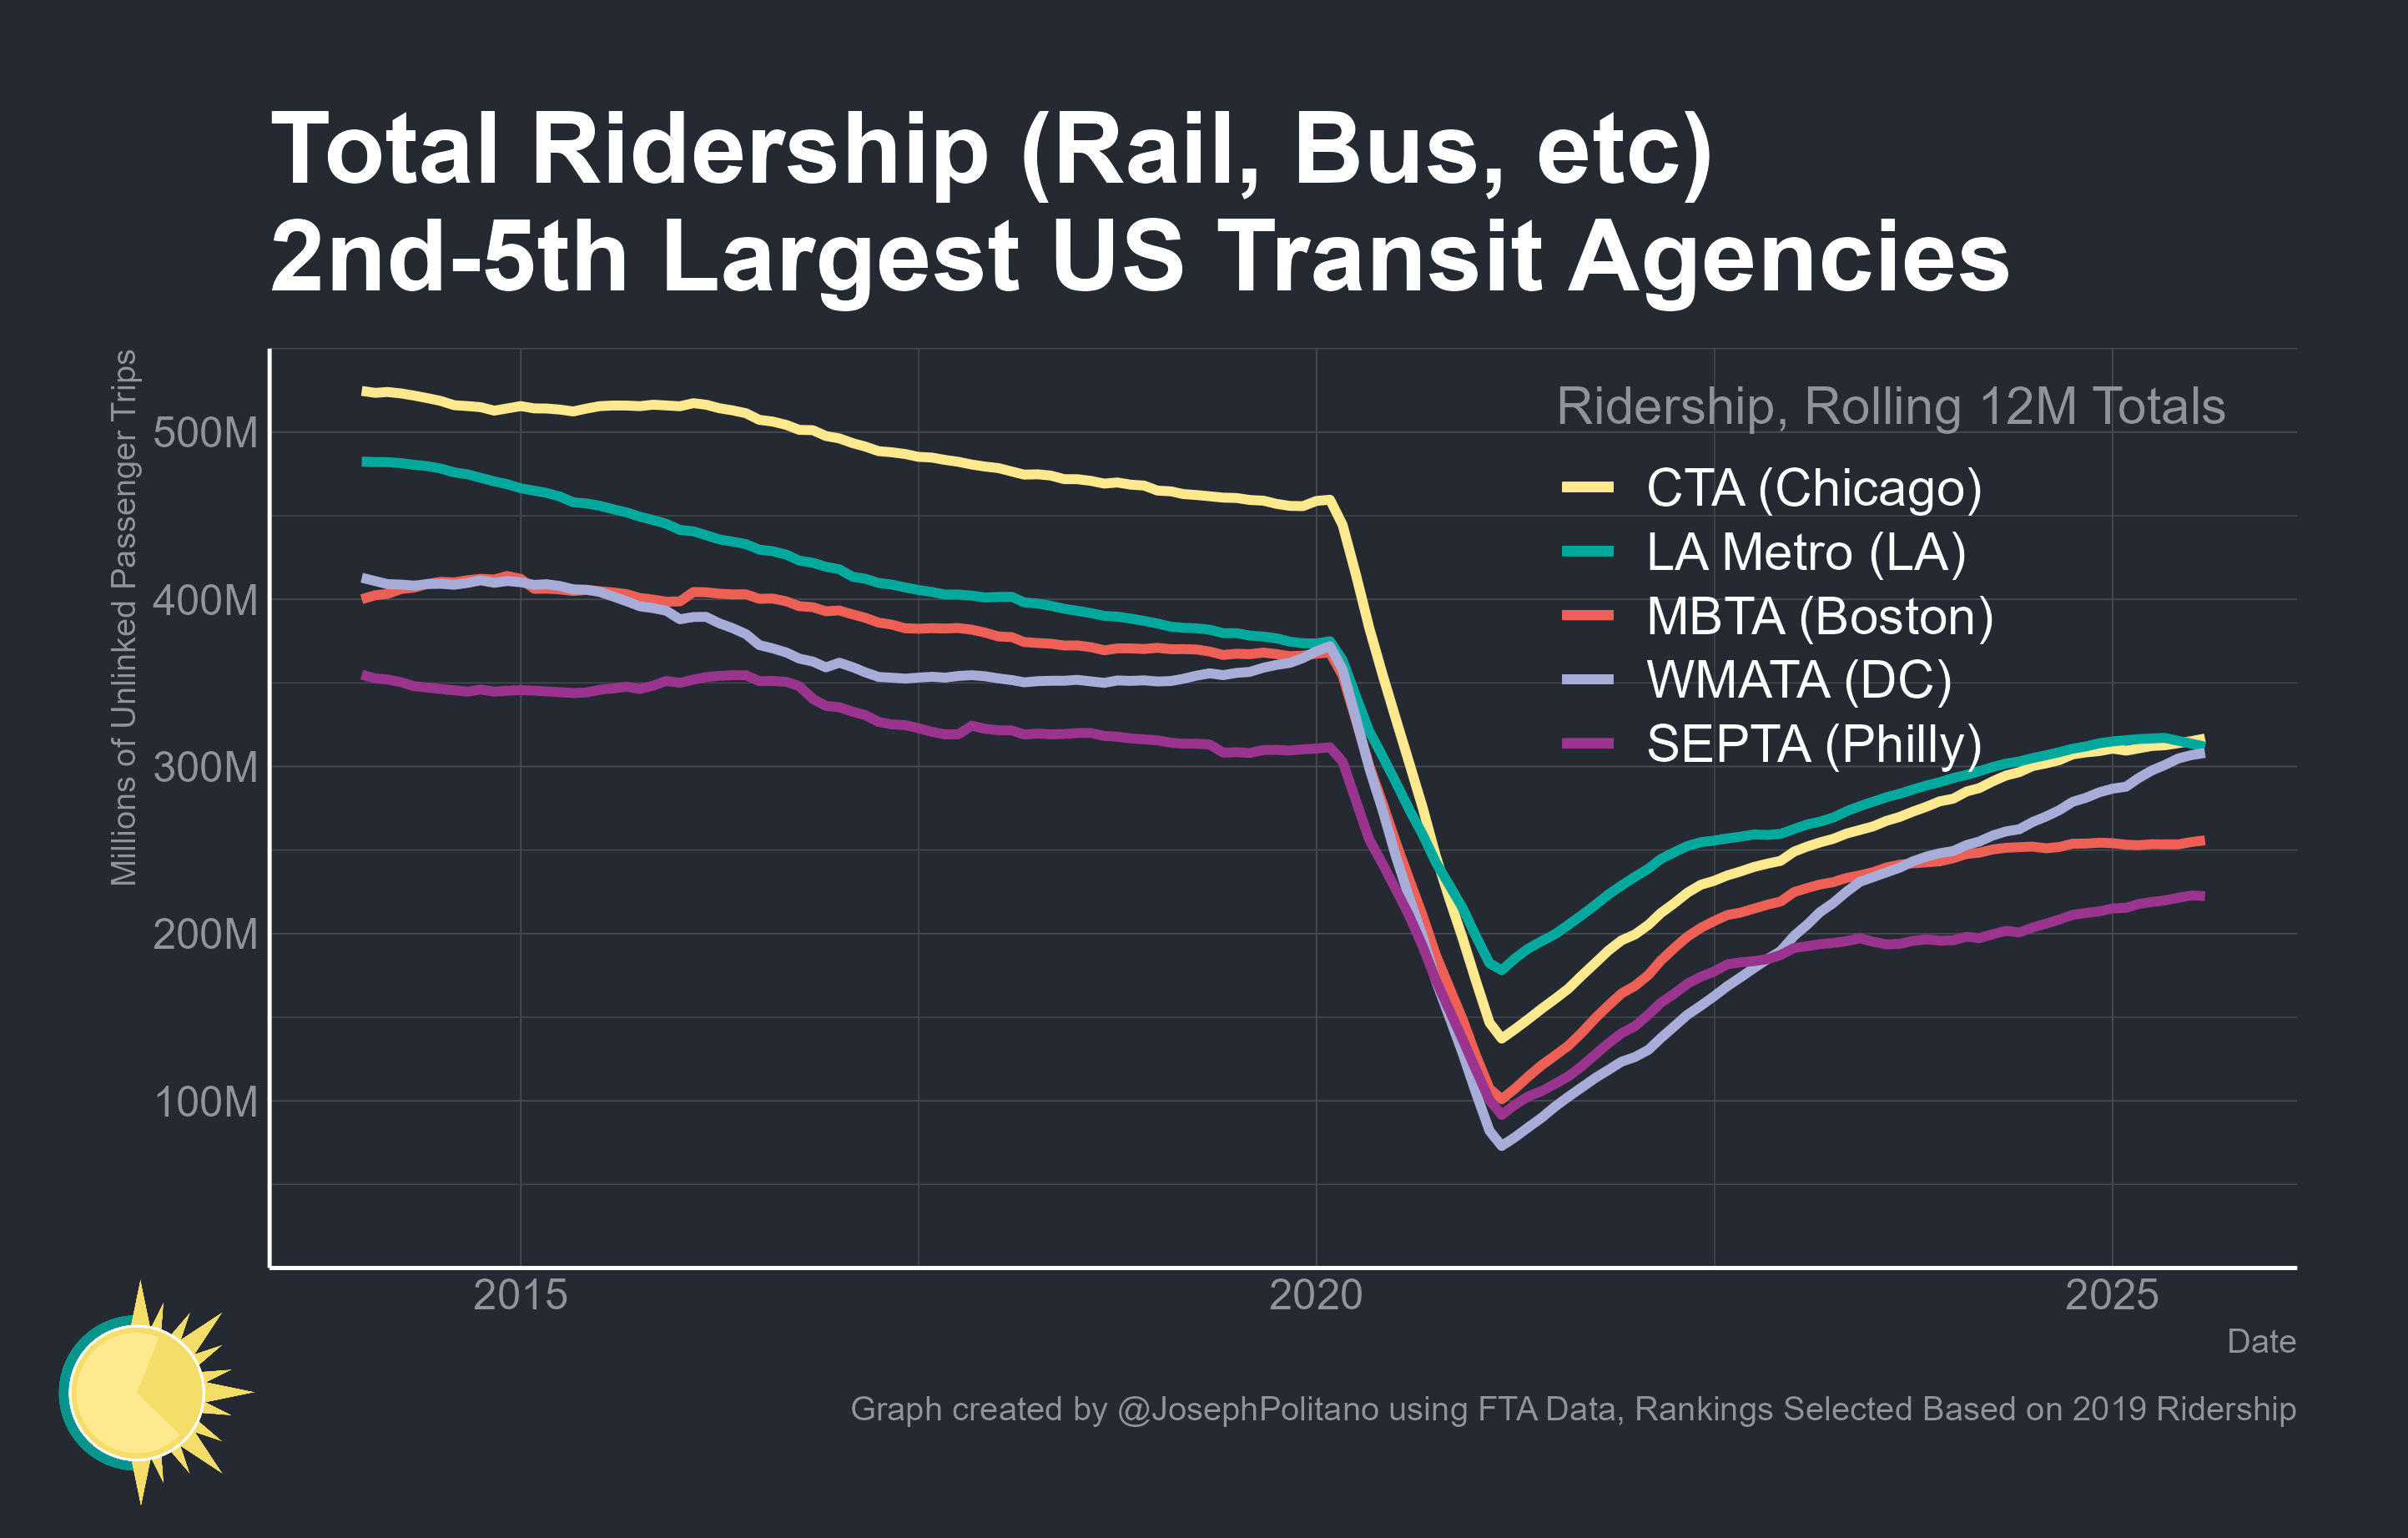 Total Ridership (Rail, Bus, etc)
2nd-5th Largest US Transit Agencies
Millions of Unlinked Passenger Trips
500M
400M
300M
200M
100M
Ridership, Rolling 12M Totals
CTA (Chicago)
LA Metro (LA)
MBTA (Boston)
WMATA (DC)
SEPTA (Philly)
2015
2020
2025
Date
Graph created by @JosephPolitano using FTA Data, Rankings Selected Based on 2019 Ridership